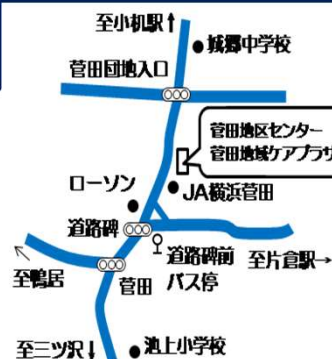 至小机駅↑
城郷中学校
菅田団地入口
菅田地区センター
菅田地域ケアプラザ
JA横浜菅田
ローソン
道路碑
道路碑前
バス停
至片倉駅→
至鴨居
菅田
至三ツ沢↓
池上小学校